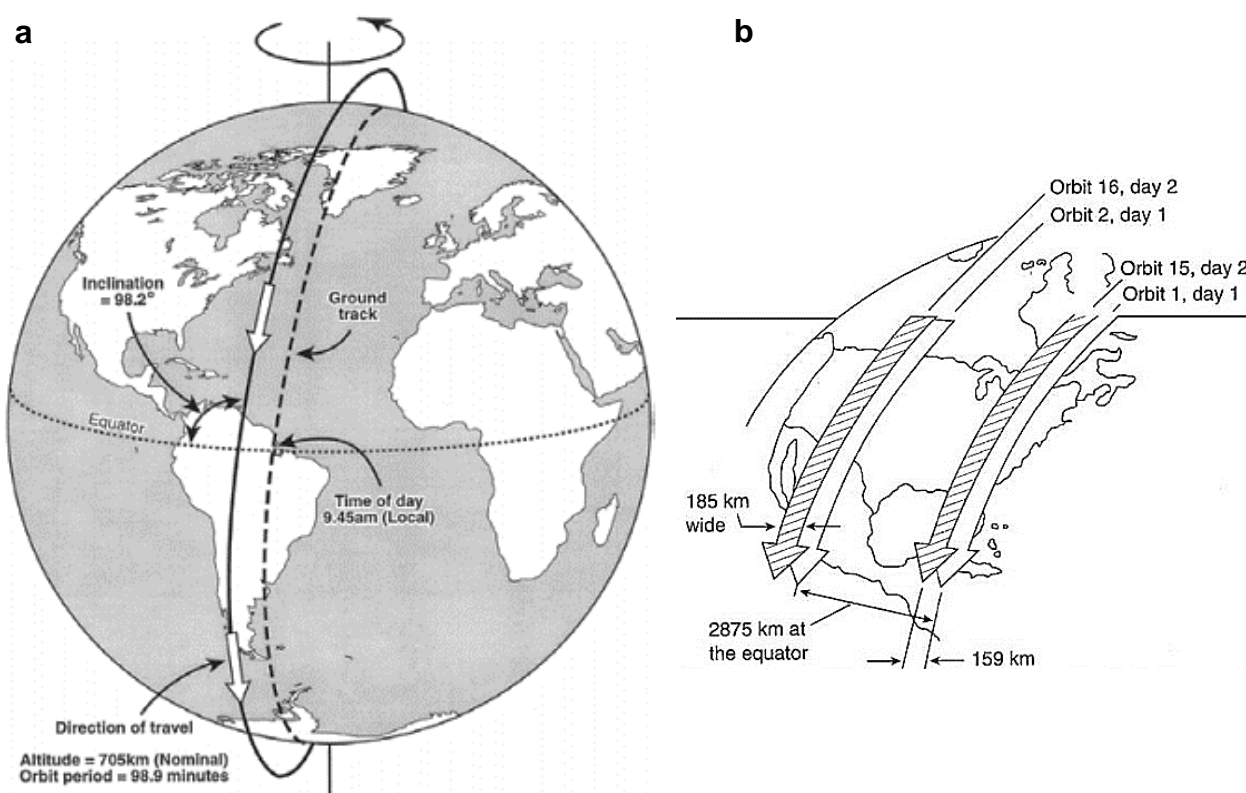 a
Inclination
= 98.2°
Ground
track
Equator
Time of day
9.45am (Local)
Direction of travel
Altitude = 705km (Nominal)
Orbit period = 98.9 minutes
b
Orbit 16, day 2
Orbit 2, day 1
Orbit 15, day 2
Orbit 1, day 1
185 km
wide
2875 km at
the equator
159 km